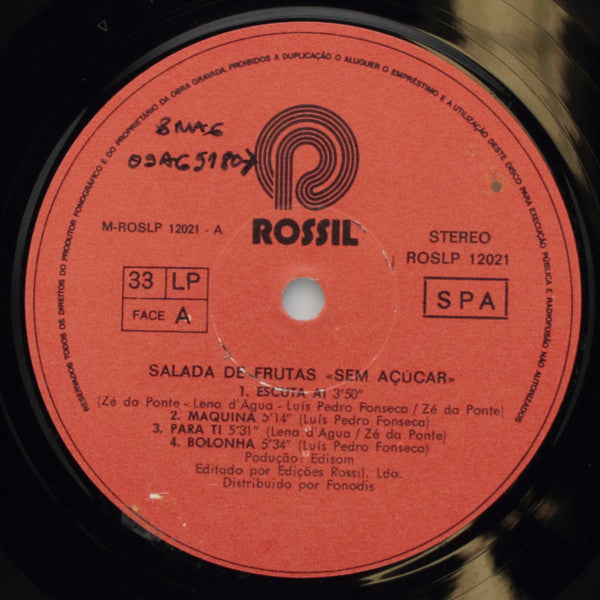 RESERVADOS TODOS OS DIREITOS DO PRODUTOR FONOGRÁFICO E DO PROPRIETÁRIO DA OBRA GRAVADA, PROIBIDOS A DUPLICAÇÃO O ALUGUER O EMPRÉSTIMO E A UTILIZAÇÃO DESTE DISCO PARA EXECUÇÃO PÚBLICA E RADIOFUSÃO NÃO AUTORIZADOS
ROSSIL
M-ROSLP 12021 - A
STEREO
ROSLP 12021
33 LP
FACE A
SPA
SALADA DE FRUTAS «SEM AÇÚCAR»
1. ESCUTA AI 3'50"
(Zé da Ponte - Lena d'Agua - Luís Pedro Fonseca / Zé da Ponte)
2. MAQUINA 5'14" (Luís Pedro Fonseca)
3. PARA TI 5'31" (Lena d'Agua / Zé da Ponte)
4. BOLONHA 5'34" (Luís Pedro Fonseca)
Podução: Edisom
Editado por Edições Rossil. Lda.
Distribuido por Fonodis